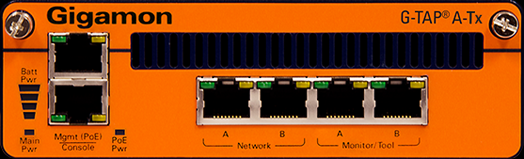 Gigamon
G-TAP® A-Tx
Batt
Pwr
Main
Pwr
Mgmt (PoE)
Console
PoE
Pwr
A B A B
Network Monitor/Tool